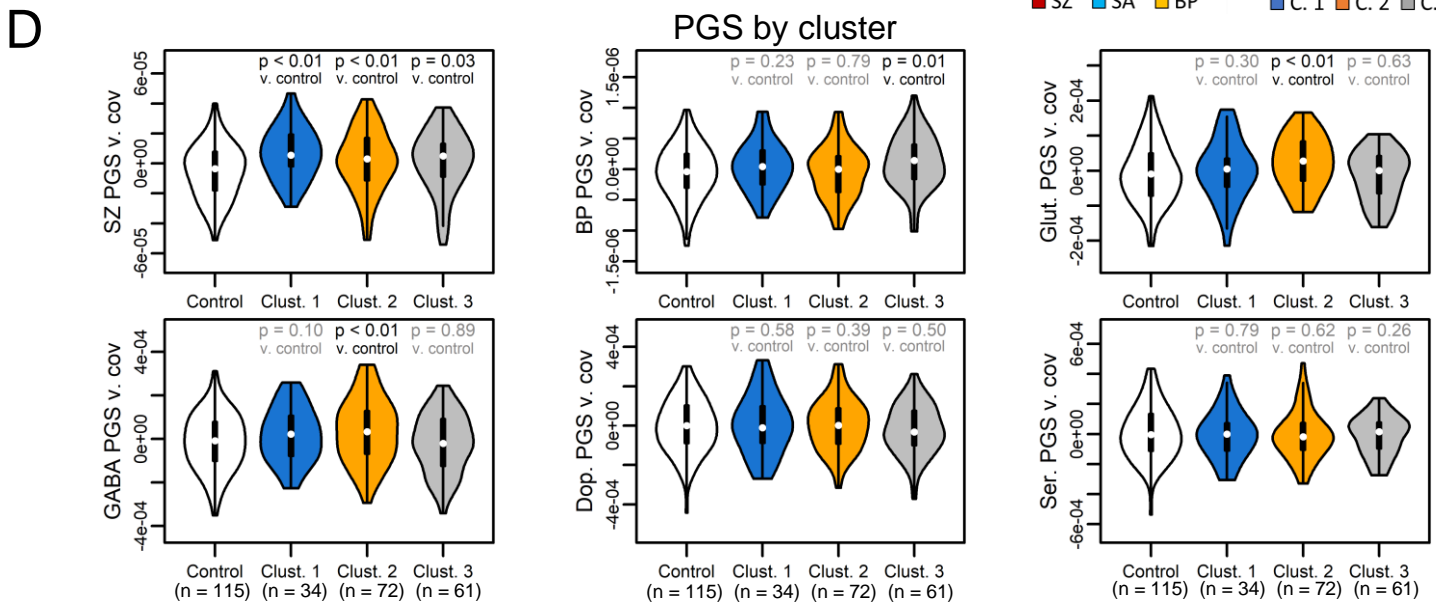 D
SZ SA BP C. 1 C. 2 C.
PGS by cluster
p < 0.01 p < 0.01 p = 0.03
v. control v. control v. control
SZ PGS v. cov
6e-05
0e+00
-6e-05
Control Clust. 1 Clust. 2 Clust. 3
p = 0.23 p = 0.79 p = 0.01
v. control v. control v. control
BP PGS v. cov
1.5e-06
0.0e+00
-1.5e-06
Control Clust. 1 Clust. 2 Clust. 3
p = 0.30 p < 0.01 p = 0.63
v. control v. control v. control
Glut. PGS v. cov
2e-04
0e+00
-2e-04
Control Clust. 1 Clust. 2 Clust. 3
p = 0.10 p < 0.01 p = 0.89
v. control v. control v. control
GABA PGS v. cov
4e-04
0e+00
-4e-04
Control Clust. 1 Clust. 2 Clust. 3
(n = 115) (n = 34) (n = 72) (n = 61)
p = 0.58 p = 0.39 p = 0.50
v. control v. control v. control
Dop. PGS v. cov
4e-04
0e+00
-4e-04
Control Clust. 1 Clust. 2 Clust. 3
(n = 115) (n = 34) (n = 72) (n = 61)
p = 0.79 p = 0.62 p = 0.26
v. control v. control v. control
Ser. PGS v. cov
6e-04
0e+00
-6e-04
Control Clust. 1 Clust. 2 Clust. 3
(n = 115) (n = 34) (n = 72) (n = 61)